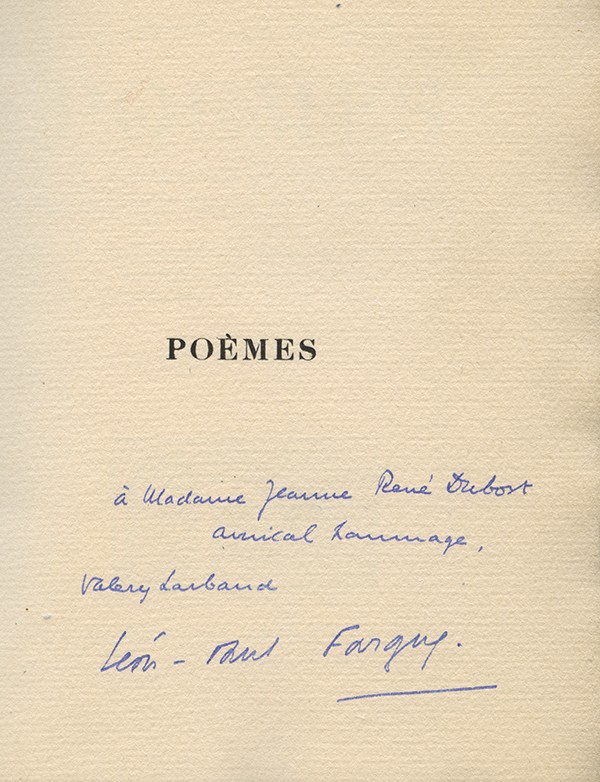 POÈMES
à Madame Jeanne René Dubost
amical hommage,
Valery Larbaud
Léon-Paul Fargue.